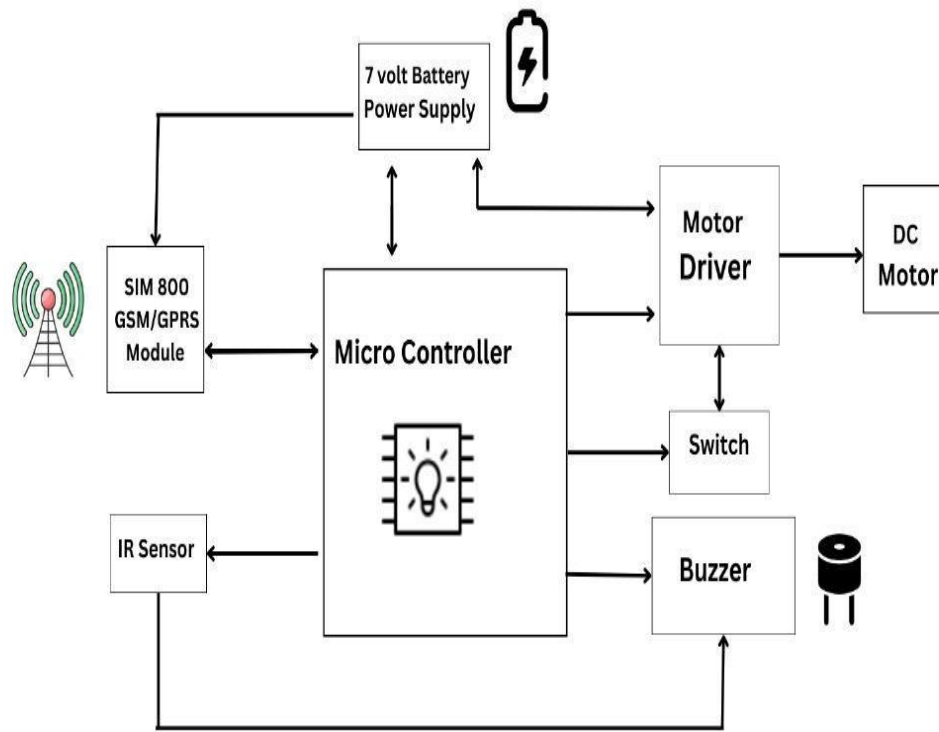 7 volt Battery
Power Supply
Motor
Driver
DC
Motor
SIM 800
GSM/GPRS
Module
Micro Controller
Switch
IR Sensor
Buzzer